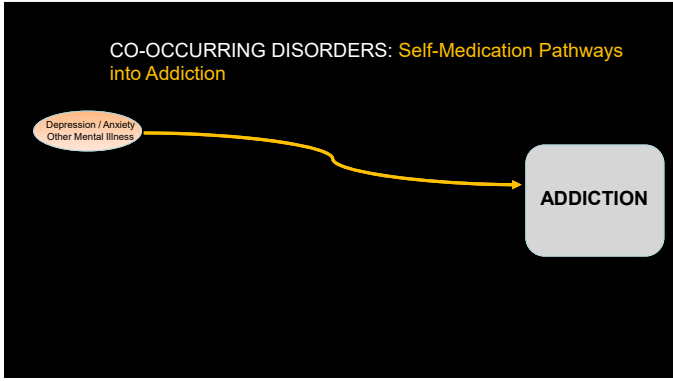 CO-OCCURRING DISORDERS: Self-Medication Pathways
into Addiction
Depression / Anxiety
Other Mental Illness
ADDICTION